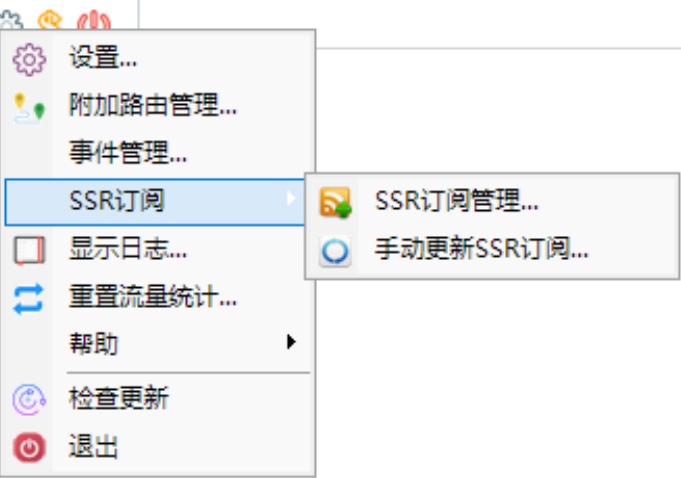 设置...
附加路由管理...
事件管理...
SSR订阅
SSR订阅管理...
手动更新SSR订阅...
显示日志...
重置流量统计...
帮助
检查更新
退出